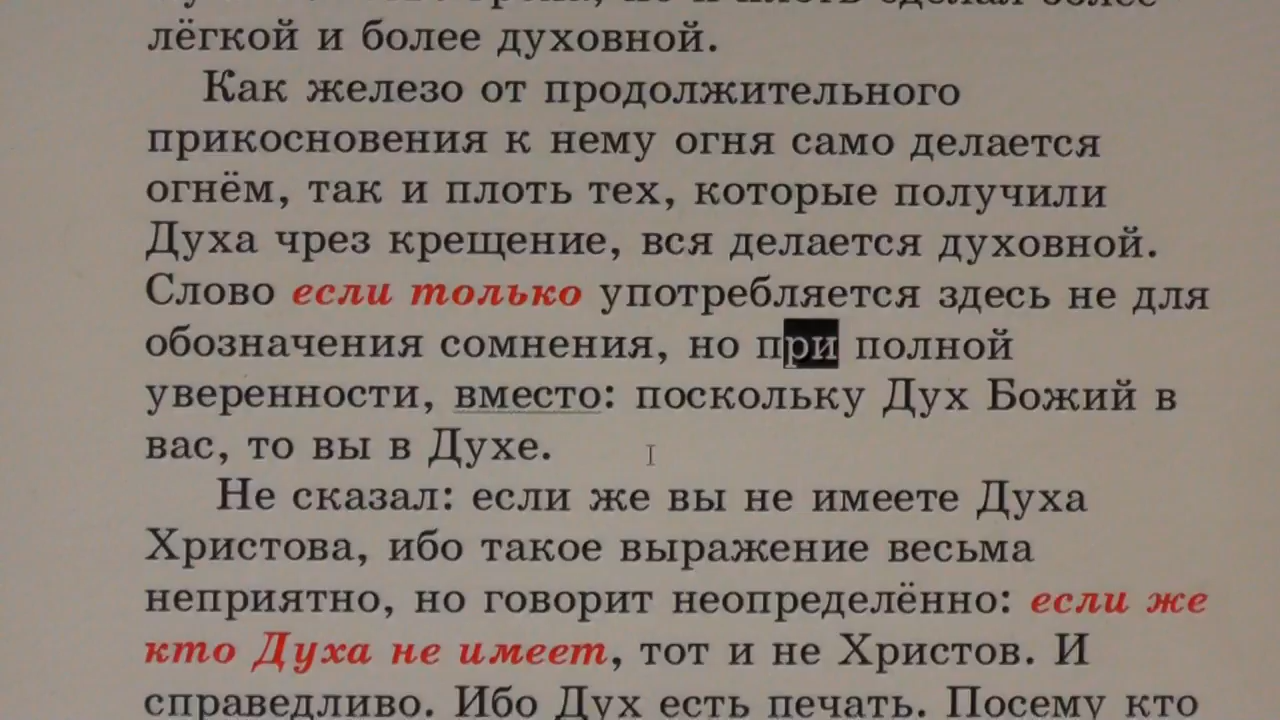 лёгкой и более духовной.
Как железо от продолжительного
прикосновения к нему огня само делается
огнём, так и плоть тех, которые получили
Духа чрез крещение, вся делается духовной.
Слово если только употребляется здесь не для
обозначения сомнения, но при полной
уверенности, вместо: поскольку Дух Божий в
вас, то вы в Духе.
Не сказал: если же вы не имеете Духа
Христова, ибо такое выражение весьма
неприятно, но говорит неопределённо: если же
кто Духа не имеет, тот и не Христов. И
справедливо. Ибо Дух есть печать. Посему кто